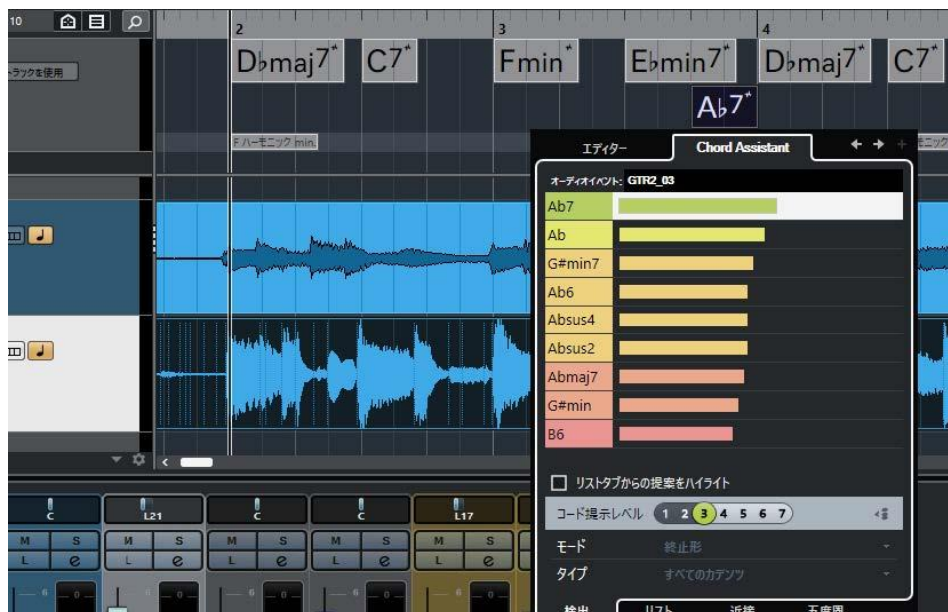 10
2
3
4
D♭maj7
C7
Fmin
E♭min7
D♭maj7
C7
トラックを使用
A♭7
F ハーモニック min.
エディター
Chord Assistant
オーディオイベント: GTR2_03
Ab7
Ab
G#min7
Ab6
Absus4
Absus2
Abmaj7
G#min
B6
リストタブからの提案をハイライト
コード提示レベル 1 2 3 4 5 6 7
モード 終止形
タイプ すべてのカデンツ
検出 リスト 近接 五度圏
C L21 C C L17
M S M S M S M S M S
L e L e L e L e L e